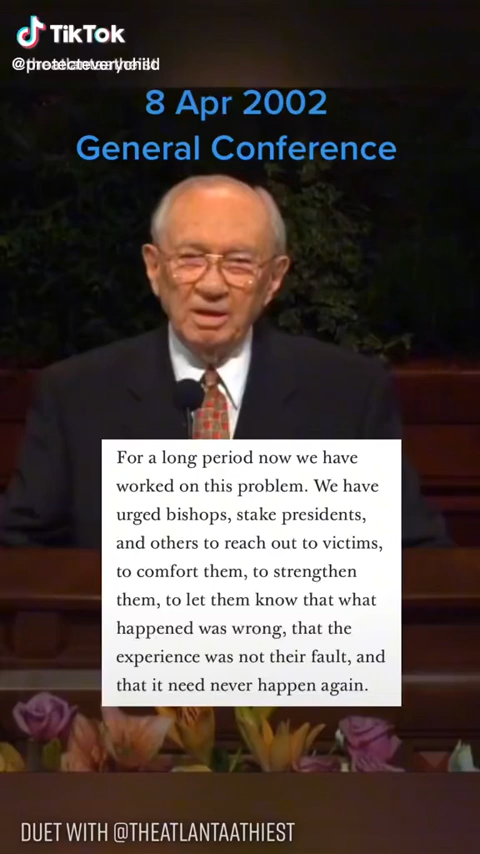 TikTok
8 Apr 2002
General Conference
For a long period now we have
worked on this problem. We have
urged bishops, stake presidents,
and others to reach out to victims,
to comfort them, to strengthen
them, to let them know that what
happened was wrong, that the
experience was not their fault, and
that it need never happen again.
DUET WITH @THEATLANTAATHIEST